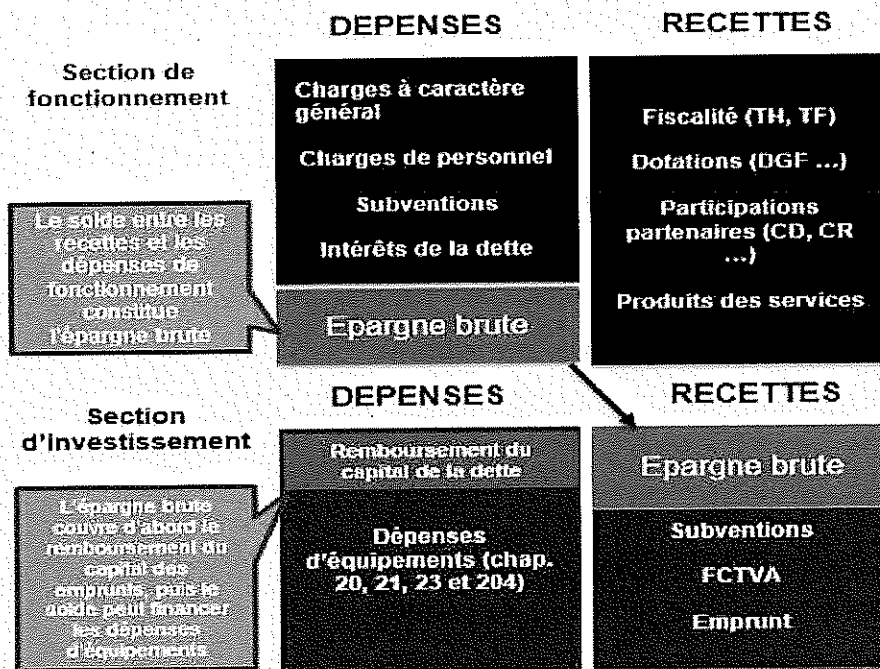 DEPENSES
RECETTES
Section de
fonctionnement
Charges à caractère
général
Charges de personnel
Subventions
Intérêts de la dette
Fiscalité (TH, TF)
Dotations (DGF ...)
Participations
partenaires (CD, CR
...)
Produits des services
Le solde entre les
recettes et les
dépenses de
fonctionnement
constitue
l'épargne brute
Epargne brute
DEPENSES
RECETTES
Section
d'investissement
Remboursement du
capital de la dette
Epargne brute
L'épargne brute
couvre d'abord le
remboursement du
capital des
emprunts, puis le
solde peut financer
les dépenses
d'équipements
Dépenses
d'équipements (chap.
20, 21, 23 et 204)
Subventions
FCTVA
Emprunt